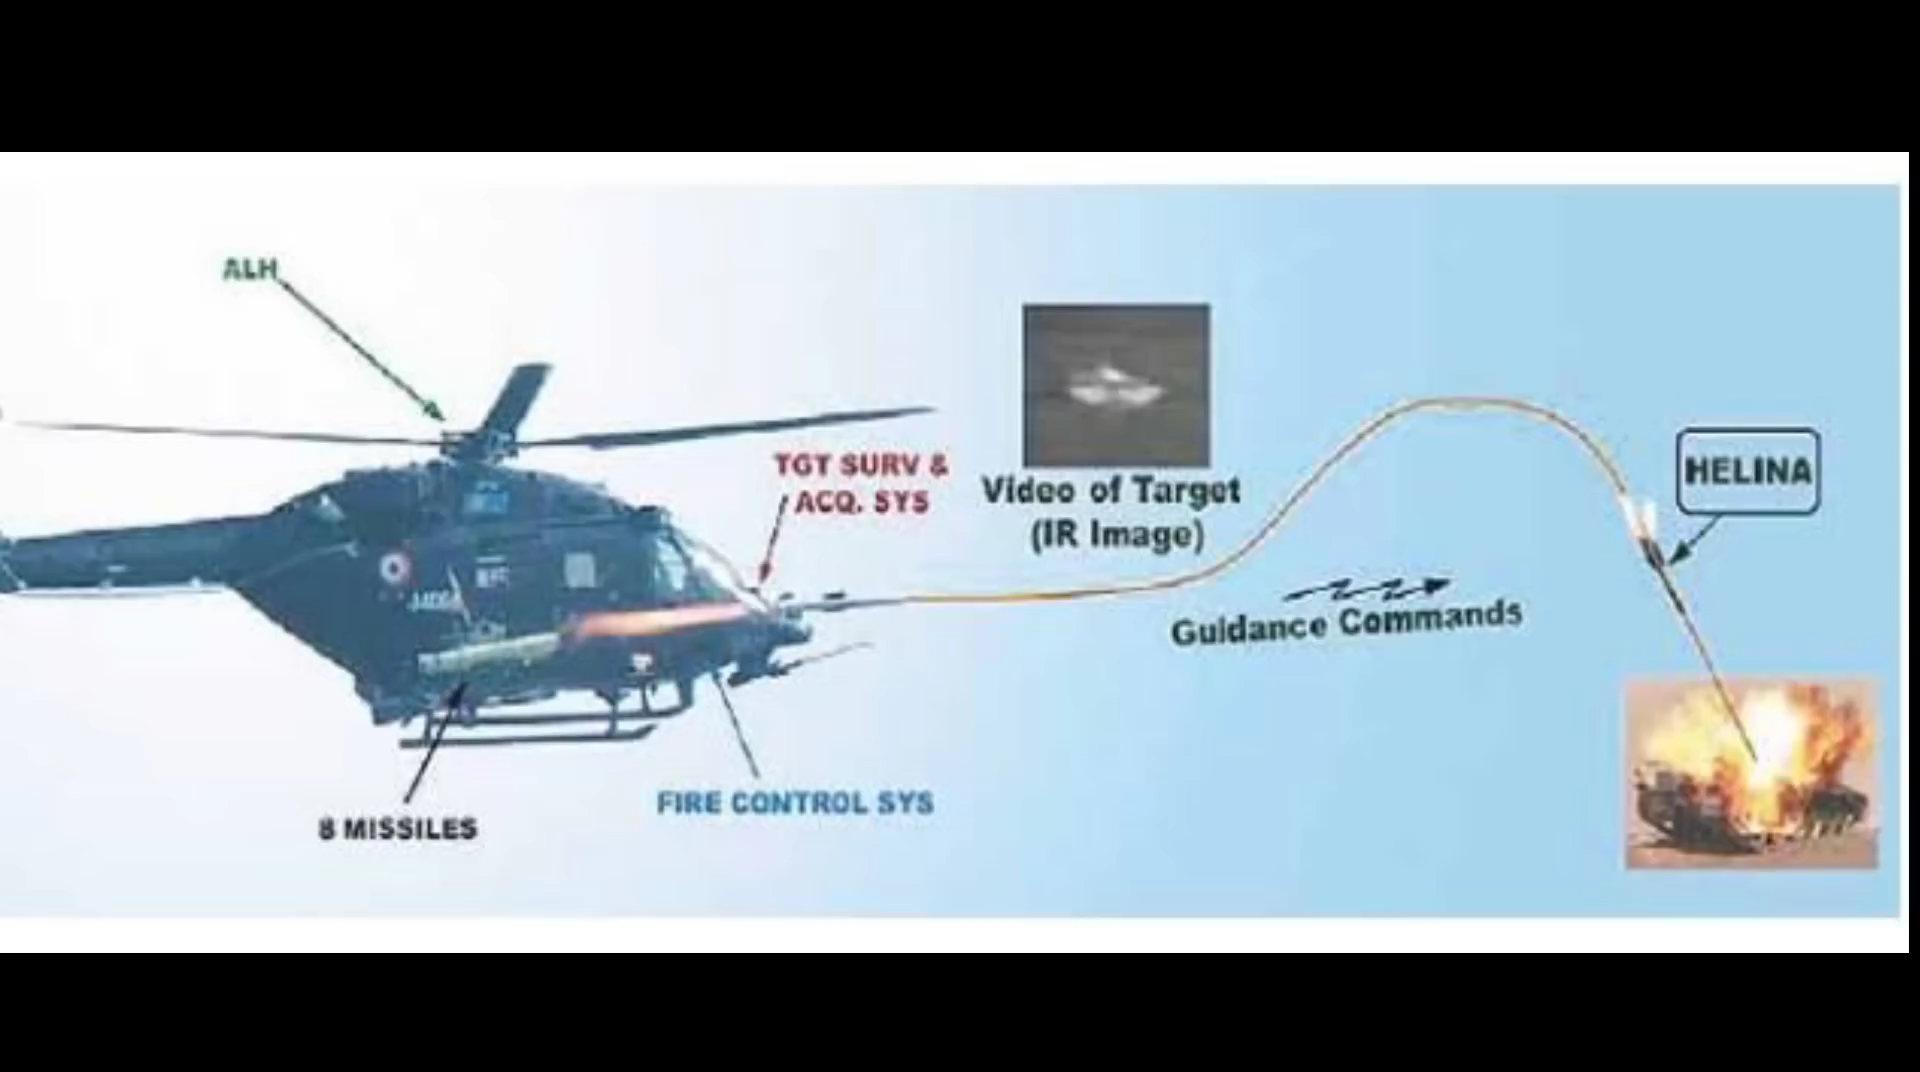 ALH
TGT SURV &
ACQ. SYS
Video of Target
(IR Image)
HELINA
Guidance Commands
8 MISSILES
FIRE CONTROL SYS